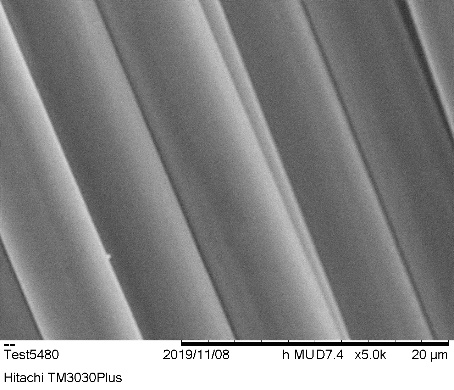 Test5480 2019/11/08 h MUD7.4 x5.0k 20 µm
Hitachi TM3030Plus